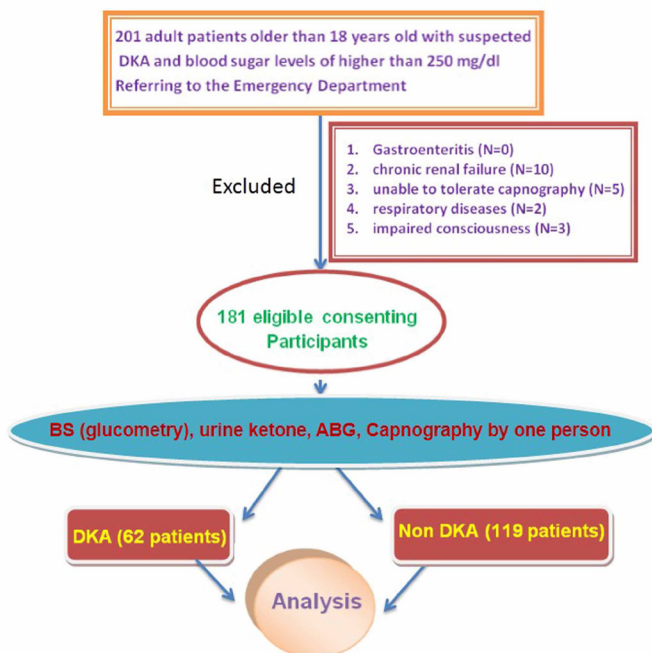 201 adult patients older than 18 years old with suspected
DKA and blood sugar levels of higher than 250 mg/dl
Referring to the Emergency Department
Excluded
1. Gastroenteritis (N=0)
2. chronic renal failure (N=10)
3. unable to tolerate capnography (N=5)
4. respiratory diseases (N=2)
5. impaired consciousness (N=3)
181 eligible consenting
Participants
BS (glucometry), urine ketone, ABG, Capnography by one person
DKA (62 patients)
Non DKA (119 patients)
Analysis